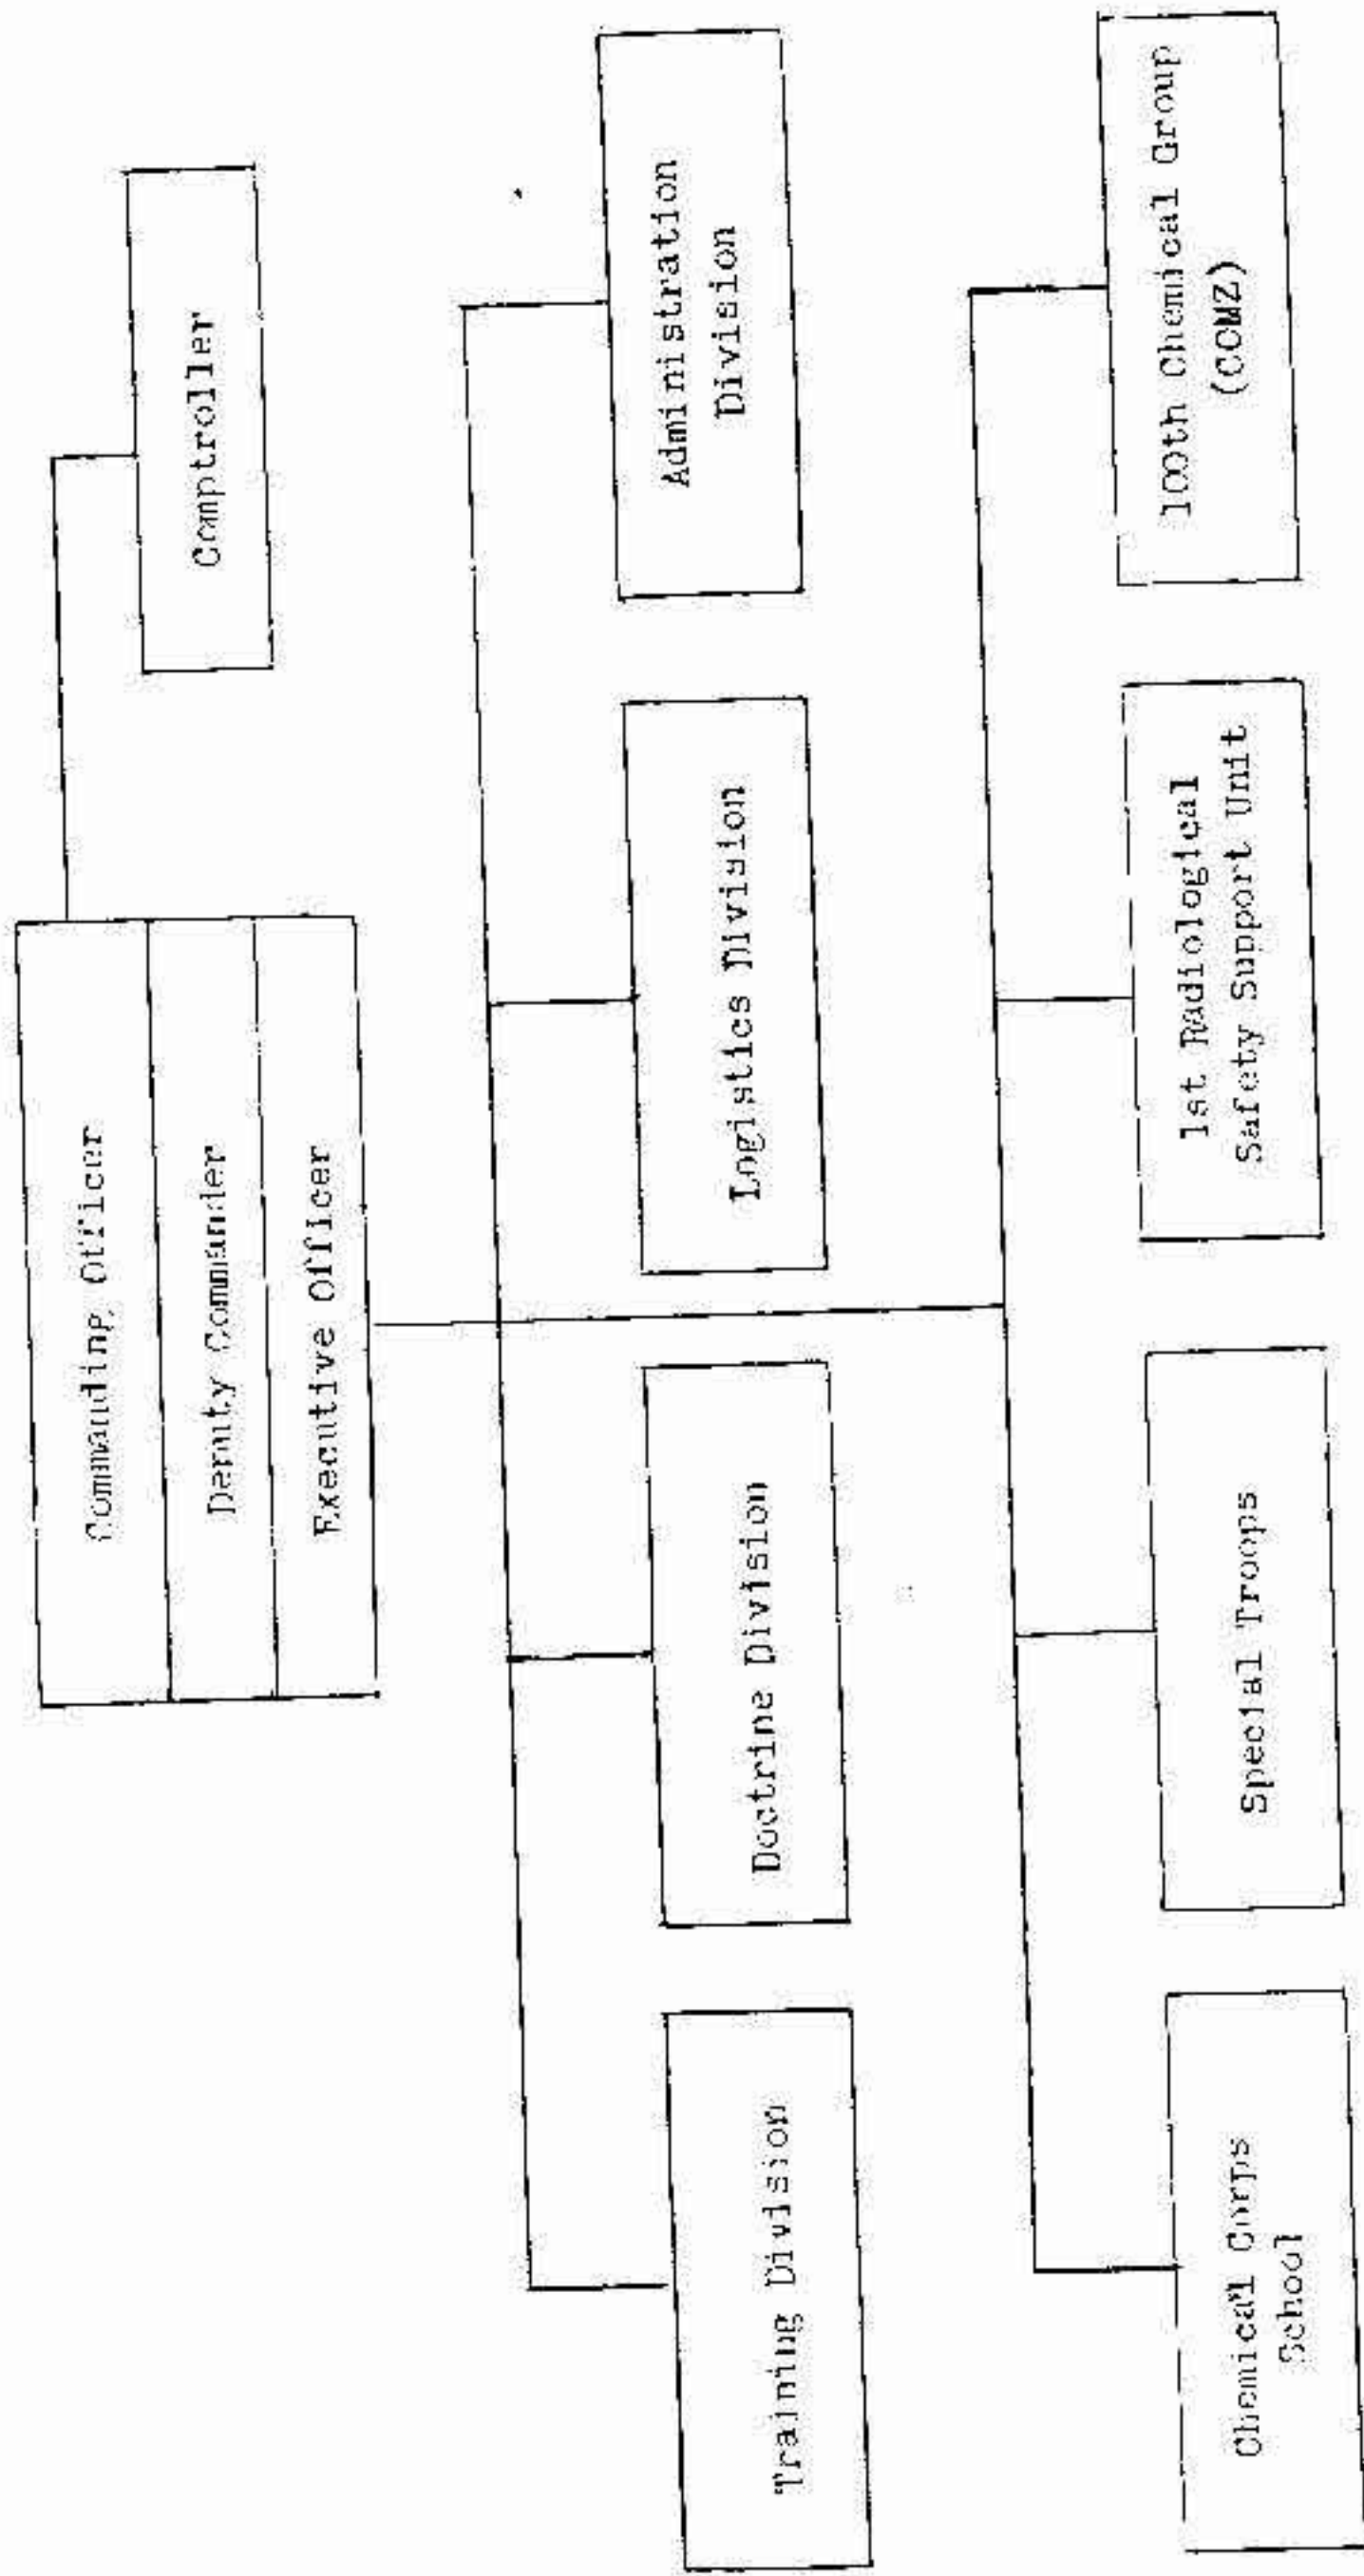 Commanding Officer
Deputy Commander
Executive Officer
Comptroller
Training Division
Doctrine Division
Logistics Division
Administration
Division
Chemical Corps
School
Special Troops
1st Radiological
Safety Support Unit
100th Chemical Group
(COMZ)